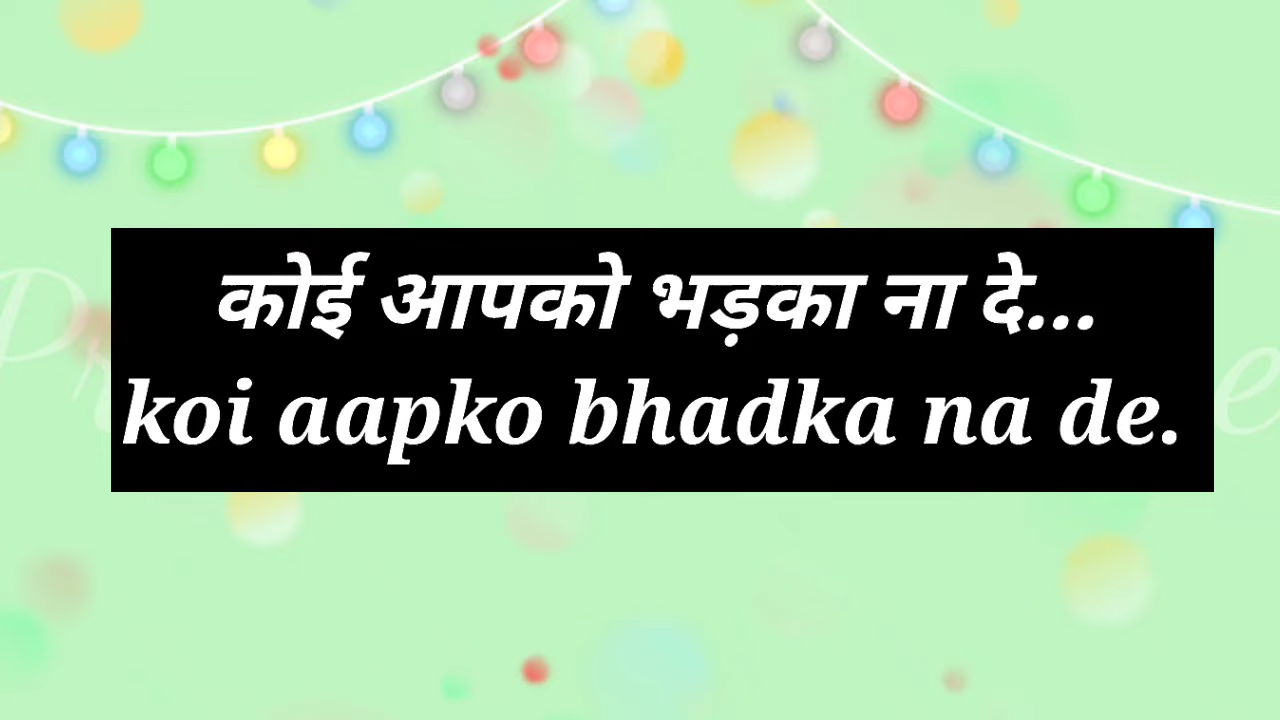 कोई आपको भड़का ना दे...
koi aapko bhadka na de.